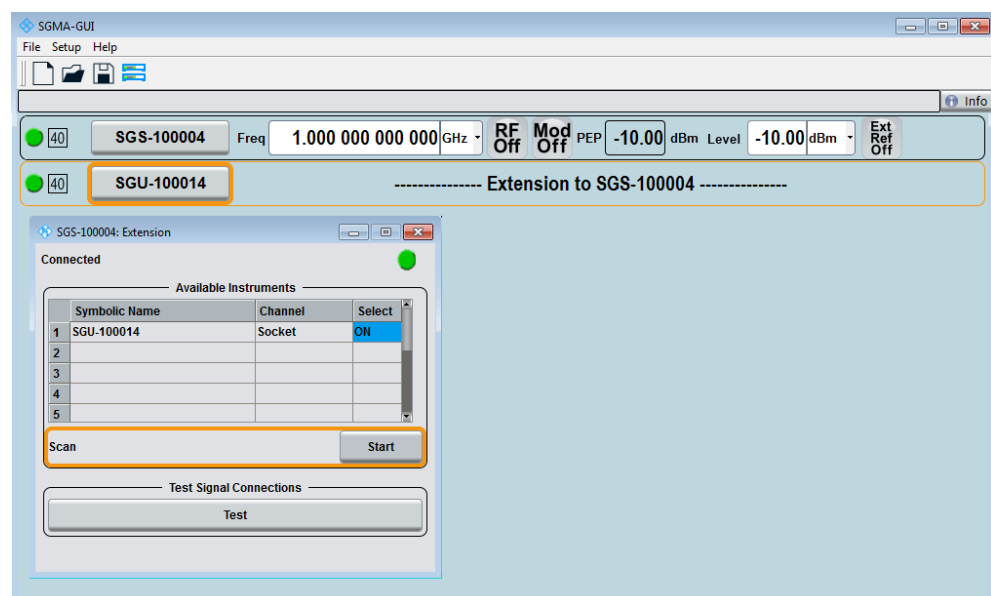 SGMA-GUI
File Setup Help
Info
40 SGS-100004 Freq 1.000 000 000 000 GHz RF Off Mod Off PEP -10.00 dBm Level -10.00 dBm Ext Ref Off
40 SGU-100014 --------------- Extension to SGS-100004 ---------------
SGS-100004: Extension
Connected
Available Instruments
Symbolic Name Channel Select
1 SGU-100014 Socket ON
2
3
4
5
Scan Start
Test Signal Connections
Test